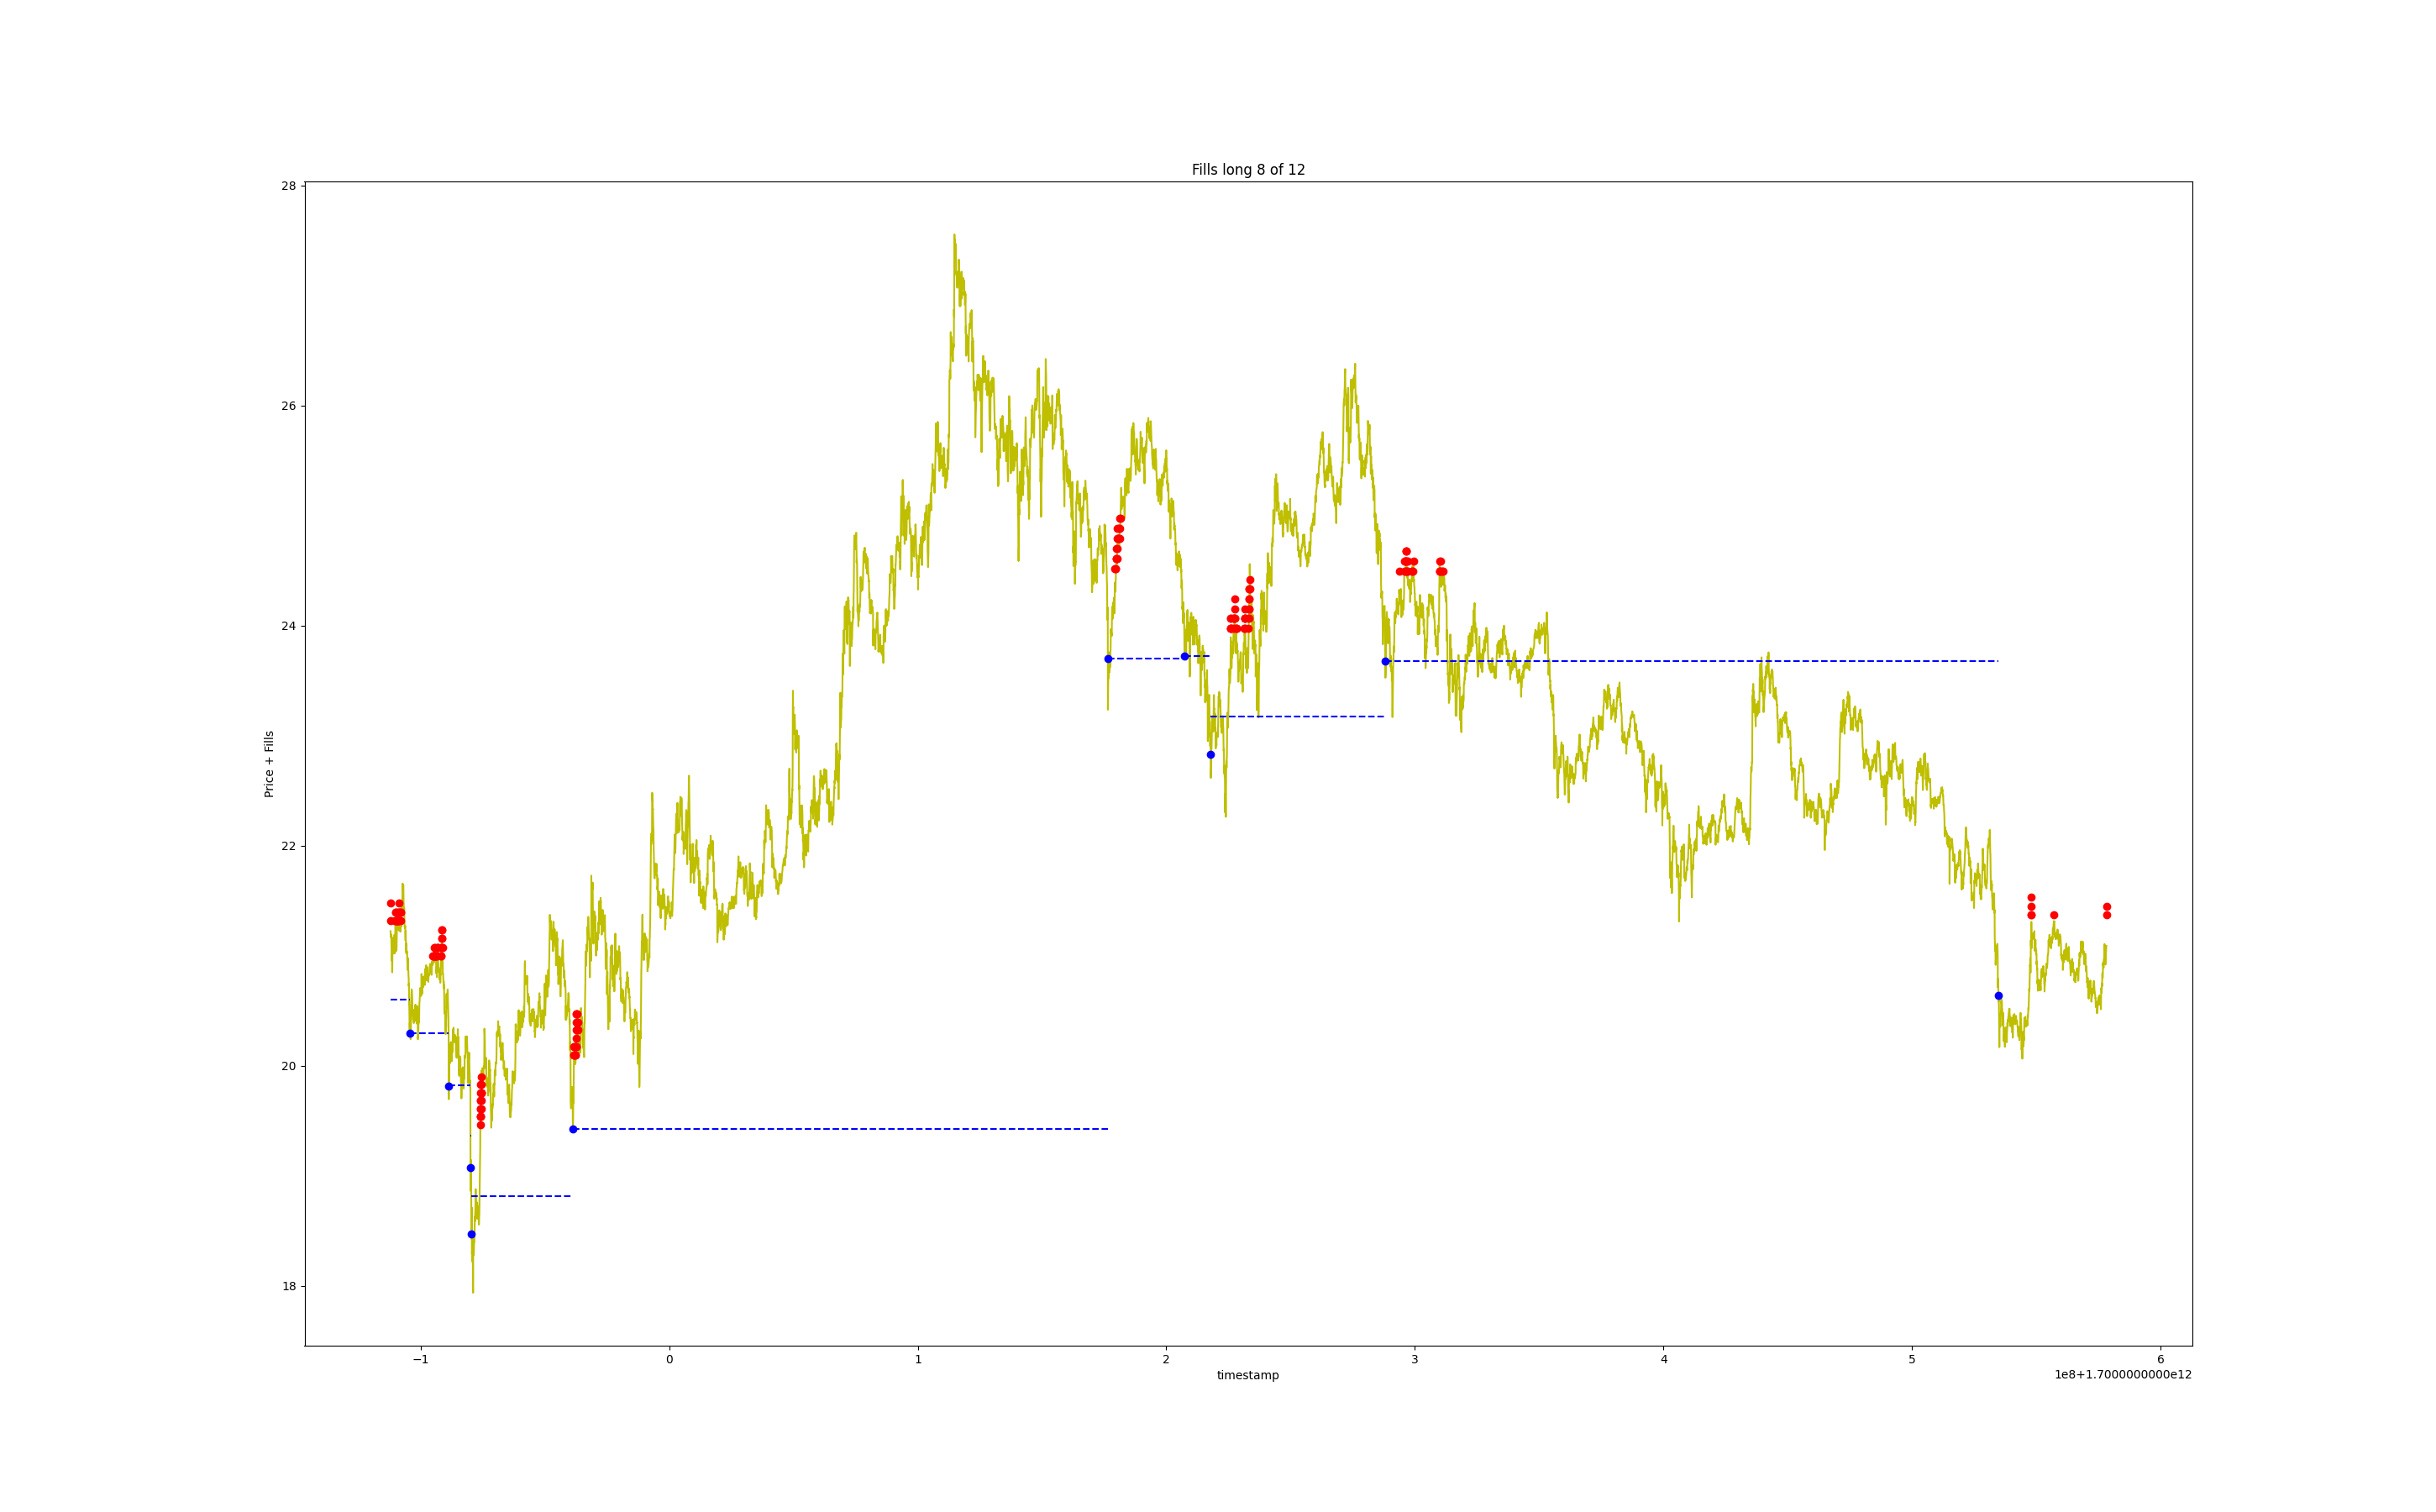 Fills long 8 of 12
Price + Fills
28
26
24
22
20
18
−1 0 1 2 3 4 5 6
timestamp
1e8+1.7000000000e12